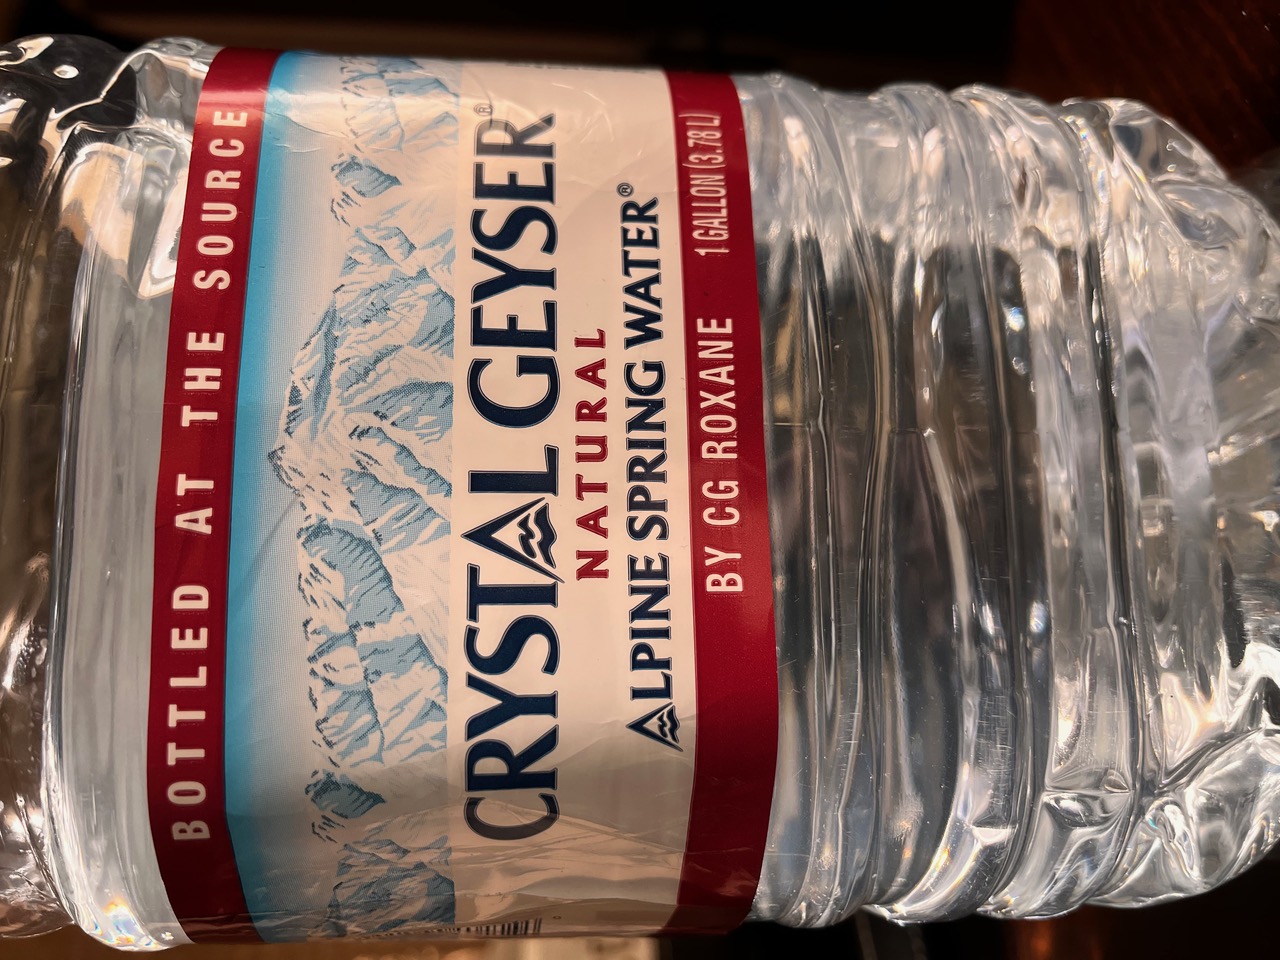 BOTTLED AT THE SOURCE
CRYSTAL GEYSER®
NATURAL
ALPINE SPRING WATER®
BY CG ROXANE 1 GALLON (3.78 L)